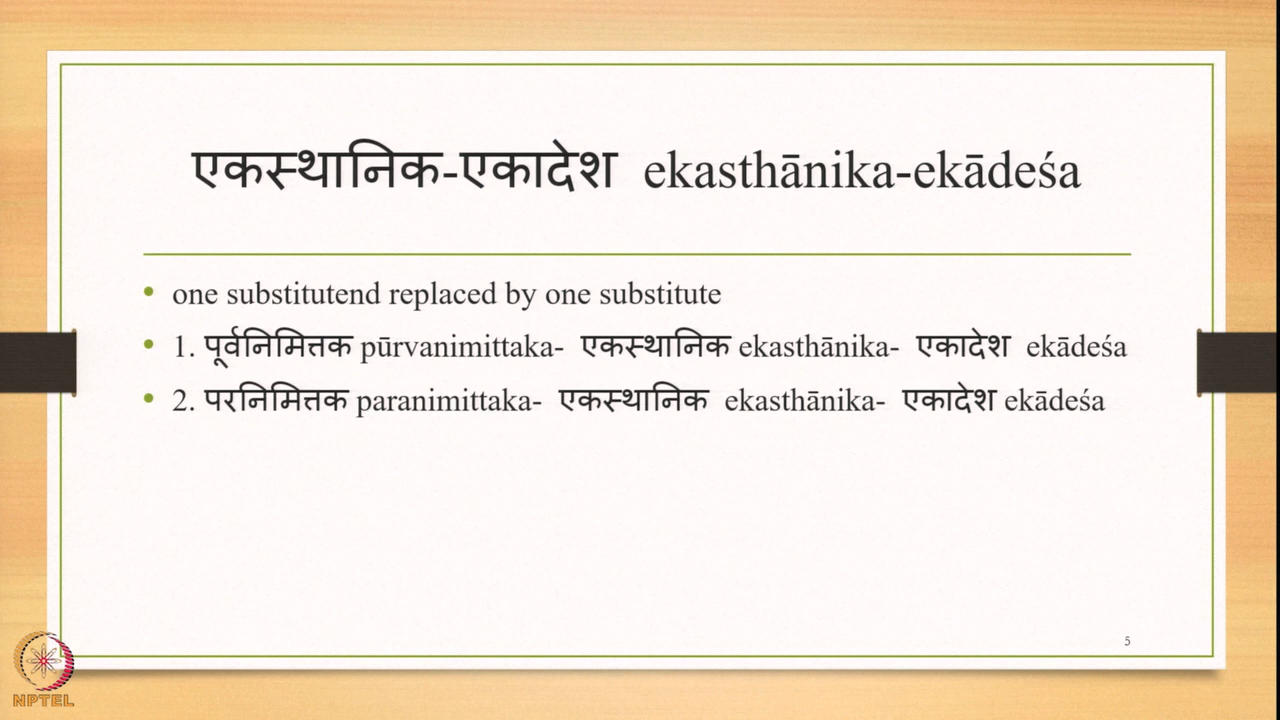 एकस्थानिक-एकादेश ekasthānika-ekādeśa
• one substitutend replaced by one substitute
• 1. पूर्वनिमित्तक pūrvanimittaka- एकस्थानिक ekasthānika- एकादेश ekādeśa
• 2. परनिमित्तक paranimittaka- एकस्थानिक ekasthānika- एकादेश ekādeśa
5
NPTEL